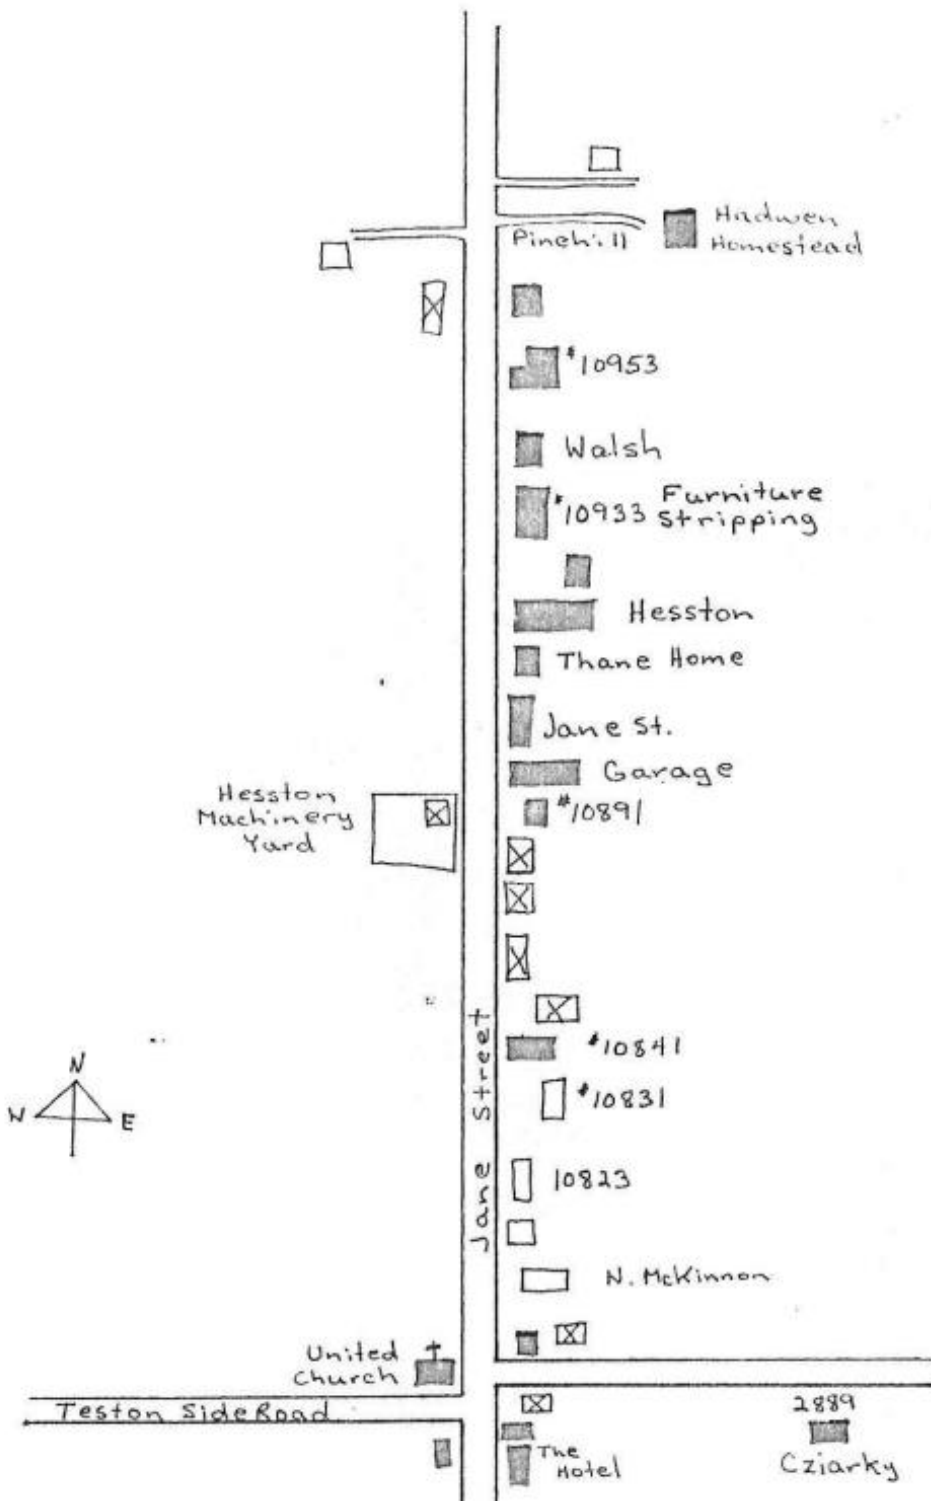 Pinehill
Hadwen
Homestead
#10953
Walsh
#10933 Furniture
Stripping
Hesston
Thane Home
Jane St.
Garage
#10891
Hesston
Machinery
Yard
Jane Street
#10841
#10831
N
W
E
10823
N. McKinnon
United
Church
Teston SideRoad
2889
The
Hotel
Cziarky